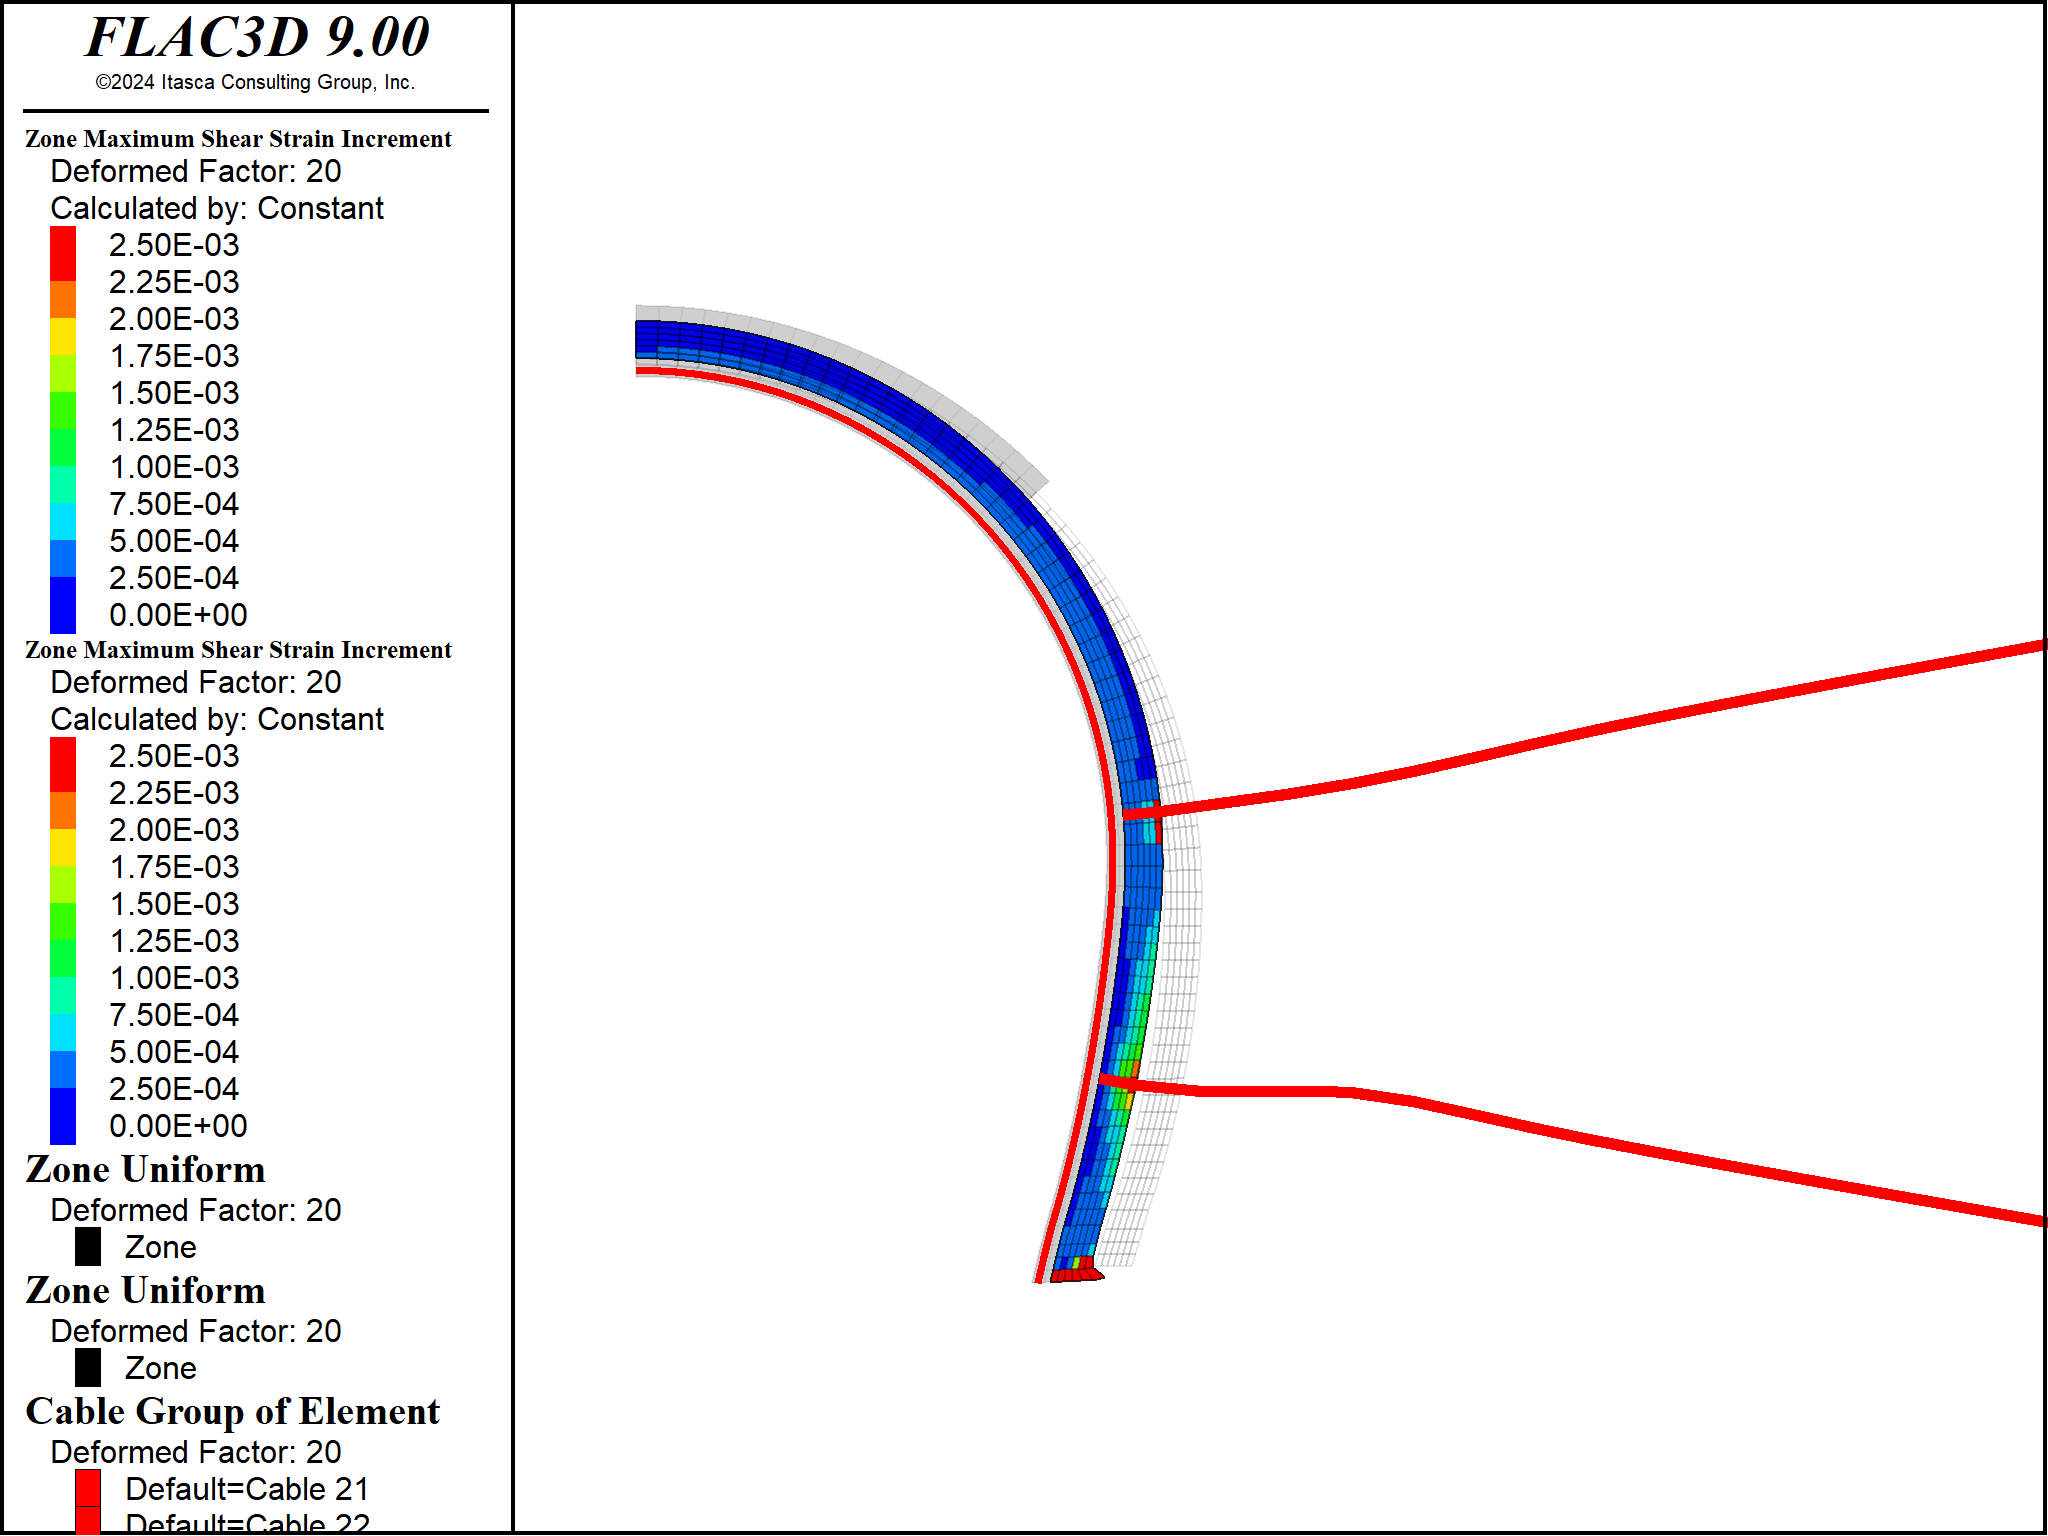 FLAC3D 9.00
©2024 Itasca Consulting Group, Inc.
Zone Maximum Shear Strain Increment
Deformed Factor: 20
Calculated by: Constant
2.50E-03
2.25E-03
2.00E-03
1.75E-03
1.50E-03
1.25E-03
1.00E-03
7.50E-04
5.00E-04
2.50E-04
0.00E+00
Zone Maximum Shear Strain Increment
Deformed Factor: 20
Calculated by: Constant
2.50E-03
2.25E-03
2.00E-03
1.75E-03
1.50E-03
1.25E-03
1.00E-03
7.50E-04
5.00E-04
2.50E-04
0.00E+00
Zone Uniform
Deformed Factor: 20
Zone
Zone Uniform
Deformed Factor: 20
Zone
Cable Group of Element
Deformed Factor: 20
Default=Cable 21
Default=Cable 22